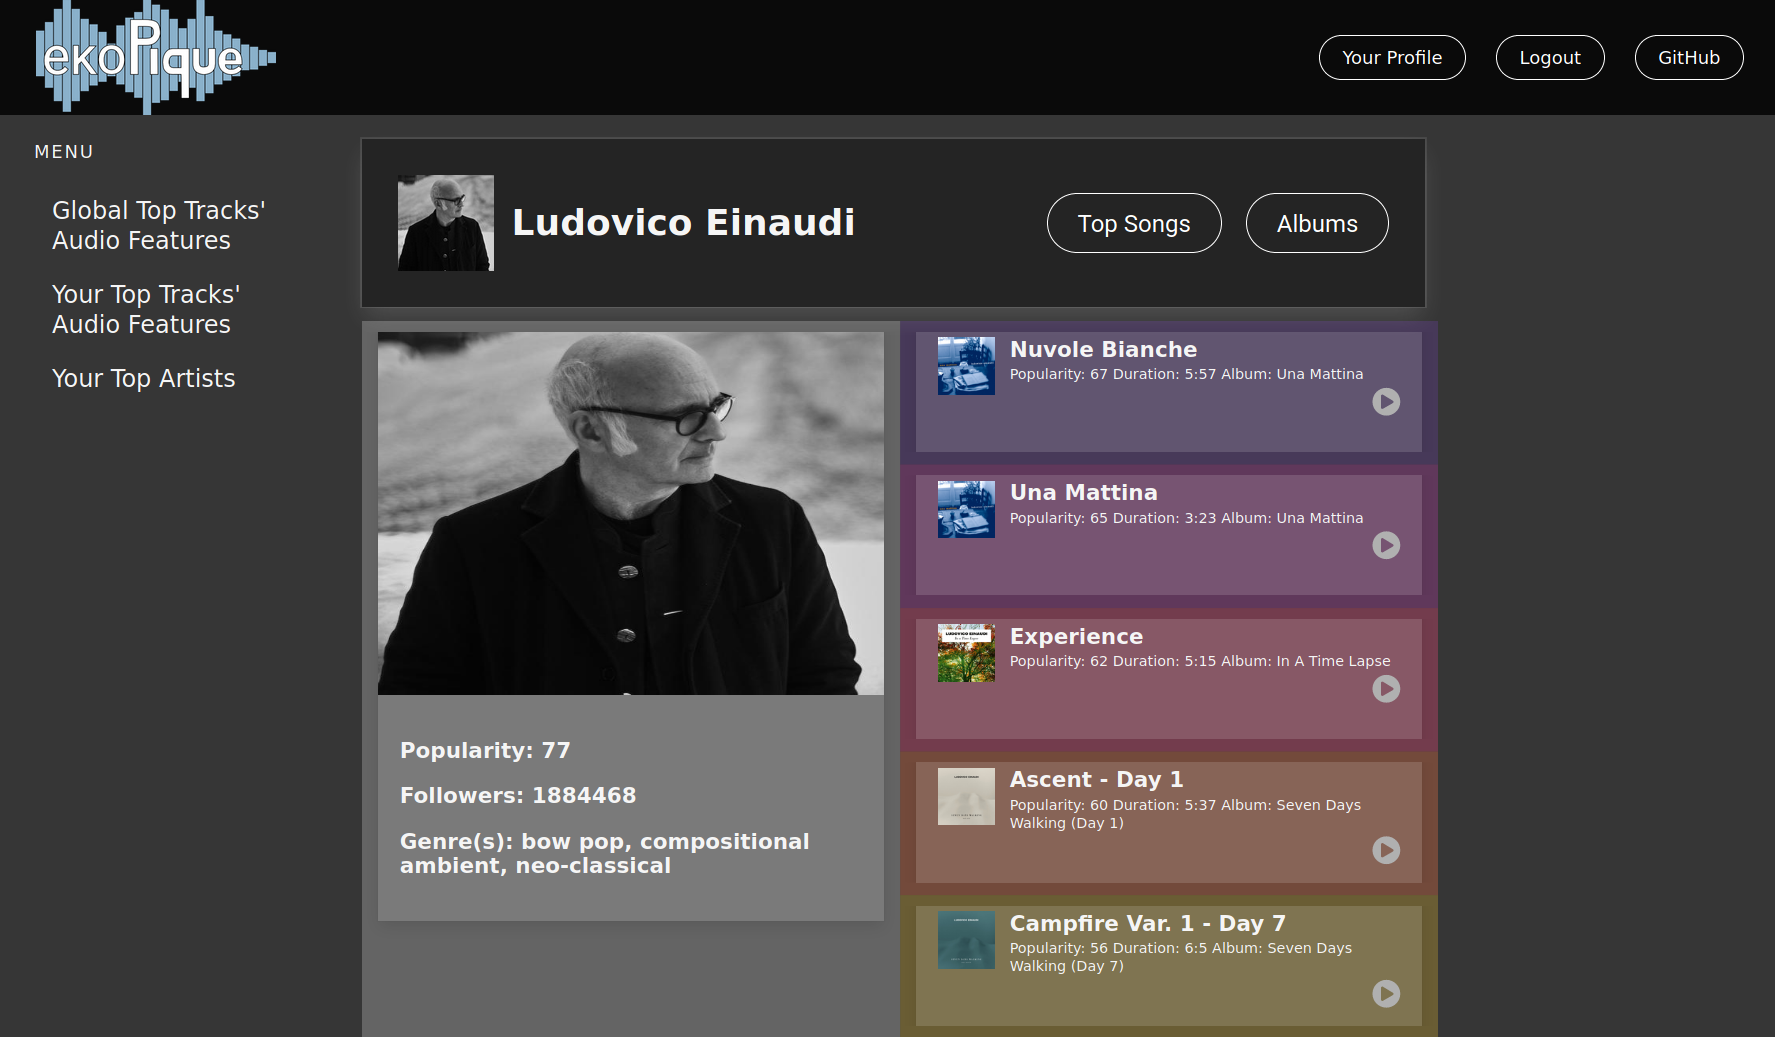 ekoPique
Your Profile
Logout
GitHub
MENU
Global Top Tracks'
Audio Features
Your Top Tracks'
Audio Features
Your Top Artists
Ludovico Einaudi
Top Songs
Albums
Popularity: 77
Followers: 1884468
Genre(s): bow pop, compositional
ambient, neo-classical
Nuvole Bianche
Popularity: 67 Duration: 5:57 Album: Una Mattina
Una Mattina
Popularity: 65 Duration: 3:23 Album: Una Mattina
LUDOVICO EINAUDI
Experience
Popularity: 62 Duration: 5:15 Album: In A Time Lapse
Ascent - Day 1
Popularity: 60 Duration: 5:37 Album: Seven Days
Walking (Day 1)
Campfire Var. 1 - Day 7
Popularity: 56 Duration: 6:5 Album: Seven Days
Walking (Day 7)